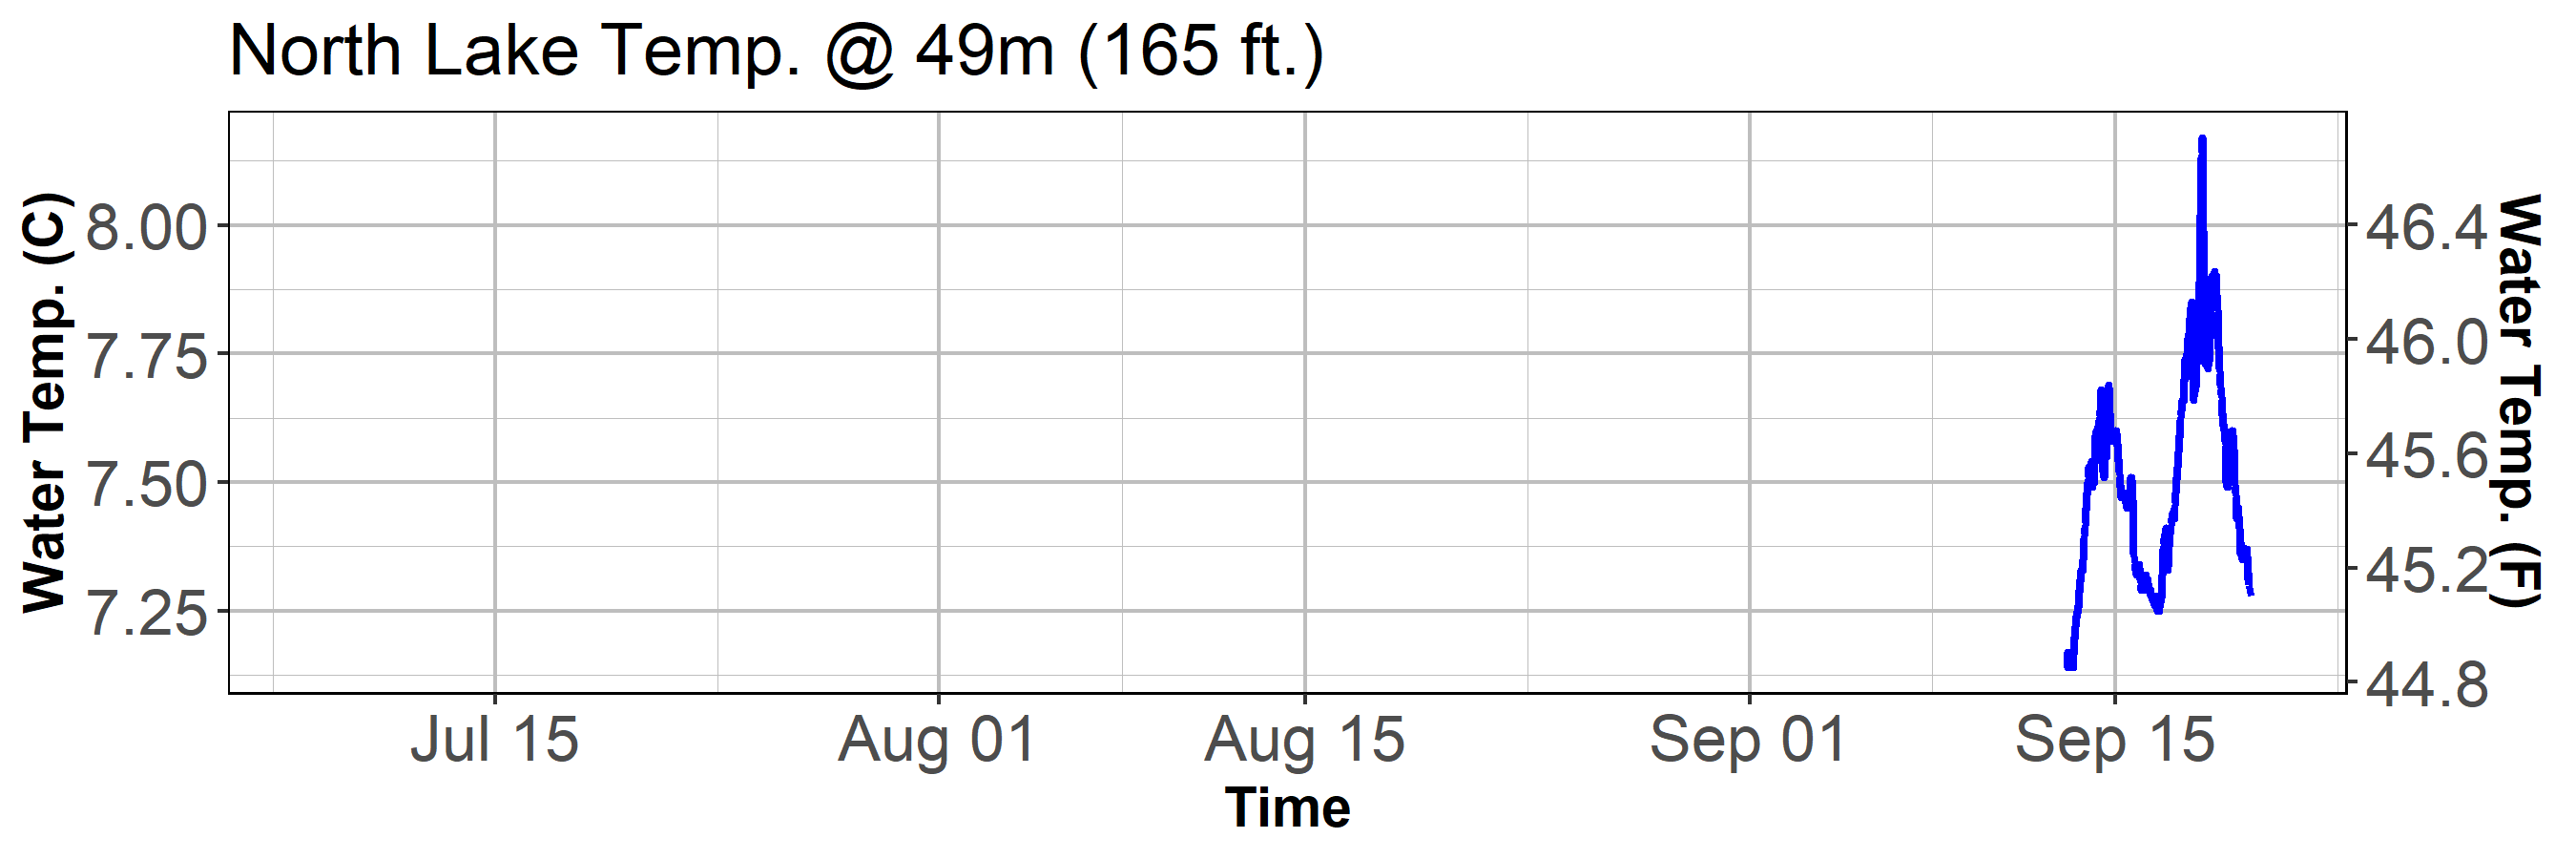 North Lake Temp. @ 49m (165 ft.)
Water Temp. (C)
8.00
7.75
7.50
7.25
46.4
46.0
45.6
45.2
44.8
Water Temp. (F)
Jul 15
Aug 01
Aug 15
Sep 01
Sep 15
Time